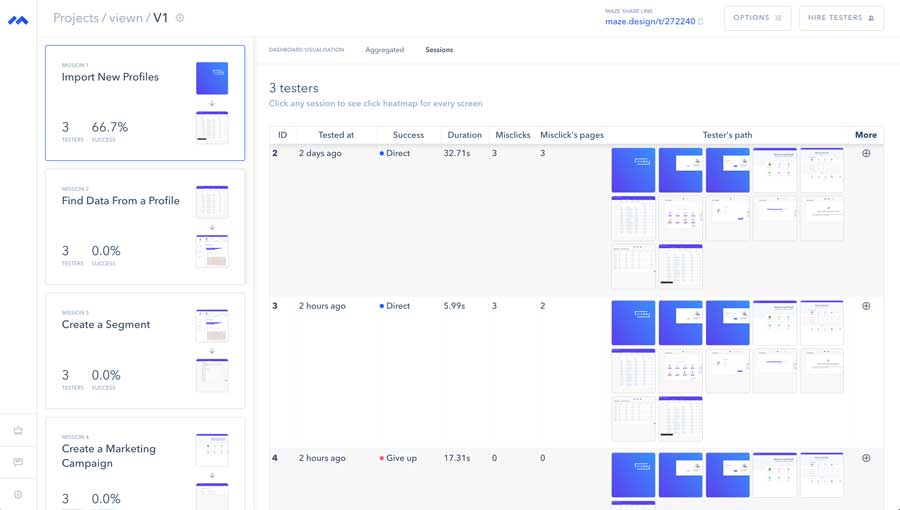 Projects / viewn / V1
MAZE SHARE LINK
maze.design/t/272240
OPTIONS
HIRE TESTERS
MISSION 1
Import New Profiles
3
66.7%
TESTERS
SUCCESS
MISSION 2
Find Data From a Profile
3
0.0%
TESTERS
SUCCESS
MISSION 3
Create a Segment
3
0.0%
TESTERS
SUCCESS
MISSION 4
Create a Marketing
Campaign
3
0.0%
TESTERS
SUCCESS
DASHBOARD VISUALISATION
Aggregated
Sessions
3 testers
Click any session to see click heatmap for every screen
ID Tested at Success Duration Misclicks Misclick's pages Tester's path More
2 2 days ago Direct 32.71s 3 3
3 2 hours ago Direct 5.99s 3 2
4 2 hours ago Give up 17.31s 0 0